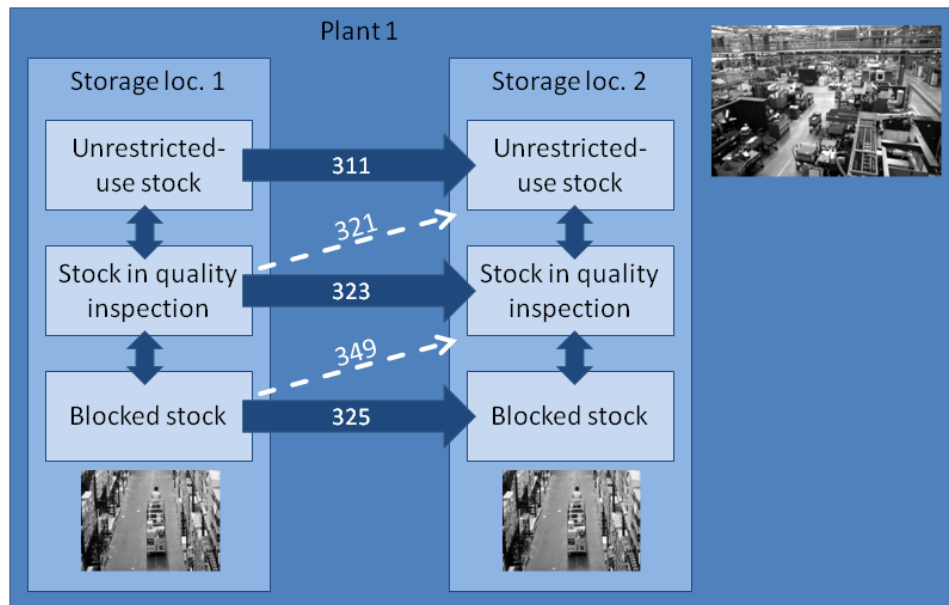 Plant 1
Storage loc. 1
Unrestricted-
use stock
Stock in quality
inspection
Blocked stock
311
321
323
349
325
Storage loc. 2
Unrestricted-
use stock
Stock in quality
inspection
Blocked stock